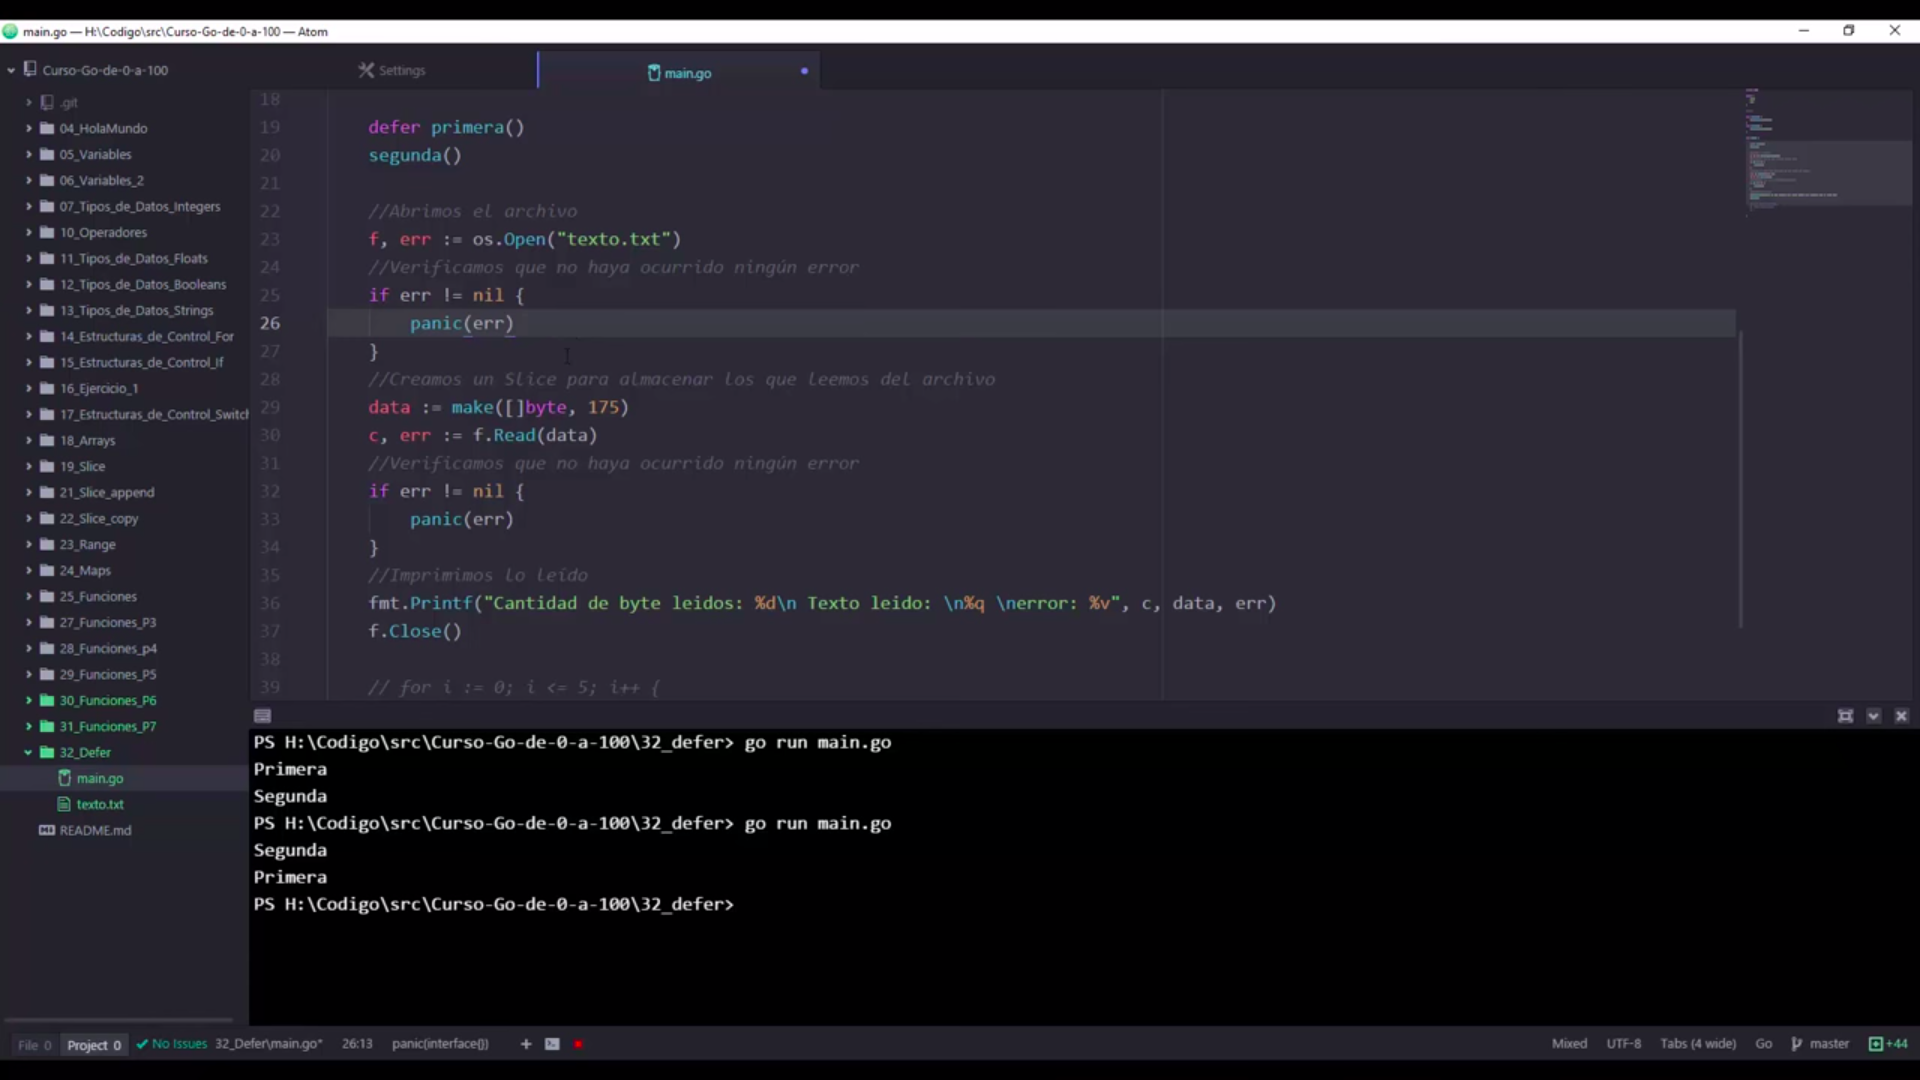 main.go — H:\Codigo\src\Curso-Go-de-0-a-100 — Atom
Curso-Go-de-0-a-100
.git
04_HolaMundo
05_Variables
06_Variables_2
07_Tipos_de_Datos_Integers
10_Operadores
11_Tipos_de_Datos_Floats
12_Tipos_de_Datos_Booleans
13_Tipos_de_Datos_Strings
14_Estructuras_de_Control_For
15_Estructuras_de_Control_If
16_Ejercicio_1
17_Estructuras_de_Control_Switch
18_Arrays
19_Slice
21_Slice_append
22_Slice_copy
23_Range
24_Maps
25_Funciones
27_Funciones_P3
28_Funciones_p4
29_Funciones_P5
30_Funciones_P6
31_Funciones_P7
32_Defer
main.go
texto.txt
README.md
Settings
main.go
18
19 defer primera()
20 segunda()
21
22 //Abrimos el archivo
23 f, err := os.Open("texto.txt")
24 //Verificamos que no haya ocurrido ningún error
25 if err != nil {
26 panic(err)
27 }
28 //Creamos un Slice para almacenar los que leemos del archivo
29 data := make([]byte, 175)
30 c, err := f.Read(data)
31 //Verificamos que no haya ocurrido ningún error
32 if err != nil {
33 panic(err)
34 }
35 //Imprimimos lo leído
36 fmt.Printf("Cantidad de byte leidos: %d\n Texto leido: \n%q \nerror: %v", c, data, err)
37 f.Close()
38
39 // for i := 0; i <= 5; i++ {
PS H:\Codigo\src\Curso-Go-de-0-a-100\32_defer> go run main.go
Primera
Segunda
PS H:\Codigo\src\Curso-Go-de-0-a-100\32_defer> go run main.go
Segunda
Primera
PS H:\Codigo\src\Curso-Go-de-0-a-100\32_defer>
File 0 Project 0 No Issues 32_Defer\main.go* 26:13 panic(interface{}) + Mixed UTF-8 Tabs (4 wide) Go master +44